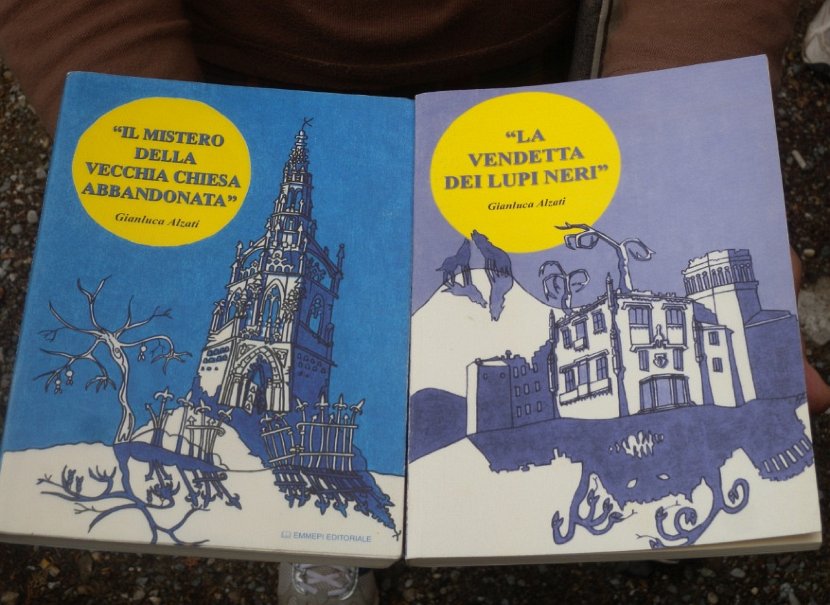 “IL MISTERO
DELLA
VECCHIA CHIESA
ABBANDONATA”
Gianluca Alzati
EMMEPI EDITORIALE
“LA
VENDETTA
DEI LUPI NERI”
Gianluca Alzati